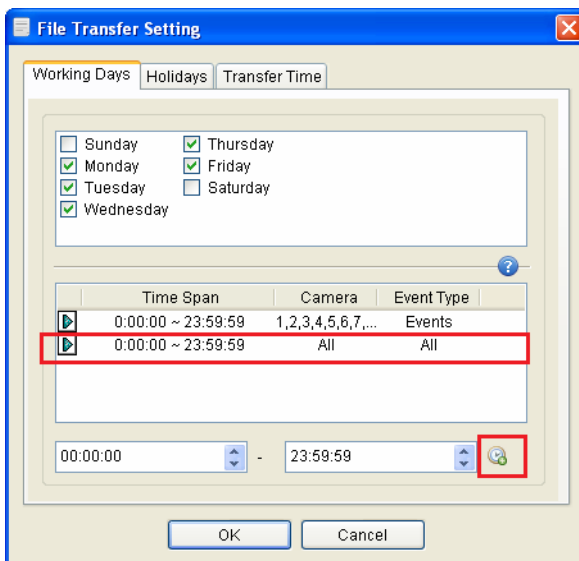 File Transfer Setting
Working Days Holidays Transfer Time
Sunday Thursday
Monday Friday
Tuesday Saturday
Wednesday
?
Time Span Camera Event Type
0:00:00 ~ 23:59:59 1,2,3,4,5,6,7,... Events
0:00:00 ~ 23:59:59 All All
00:00:00 - 23:59:59
OK Cancel